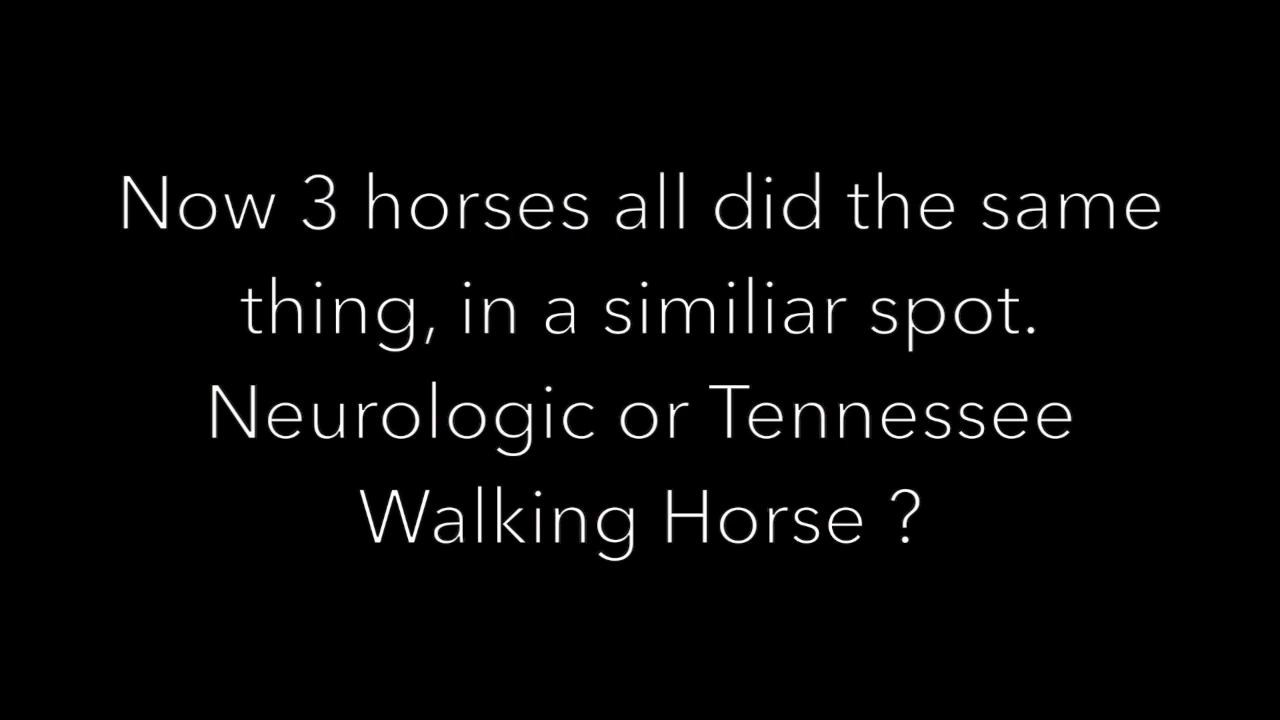 Now 3 horses all did the same
thing, in a similiar spot.
Neurologic or Tennessee
Walking Horse ?